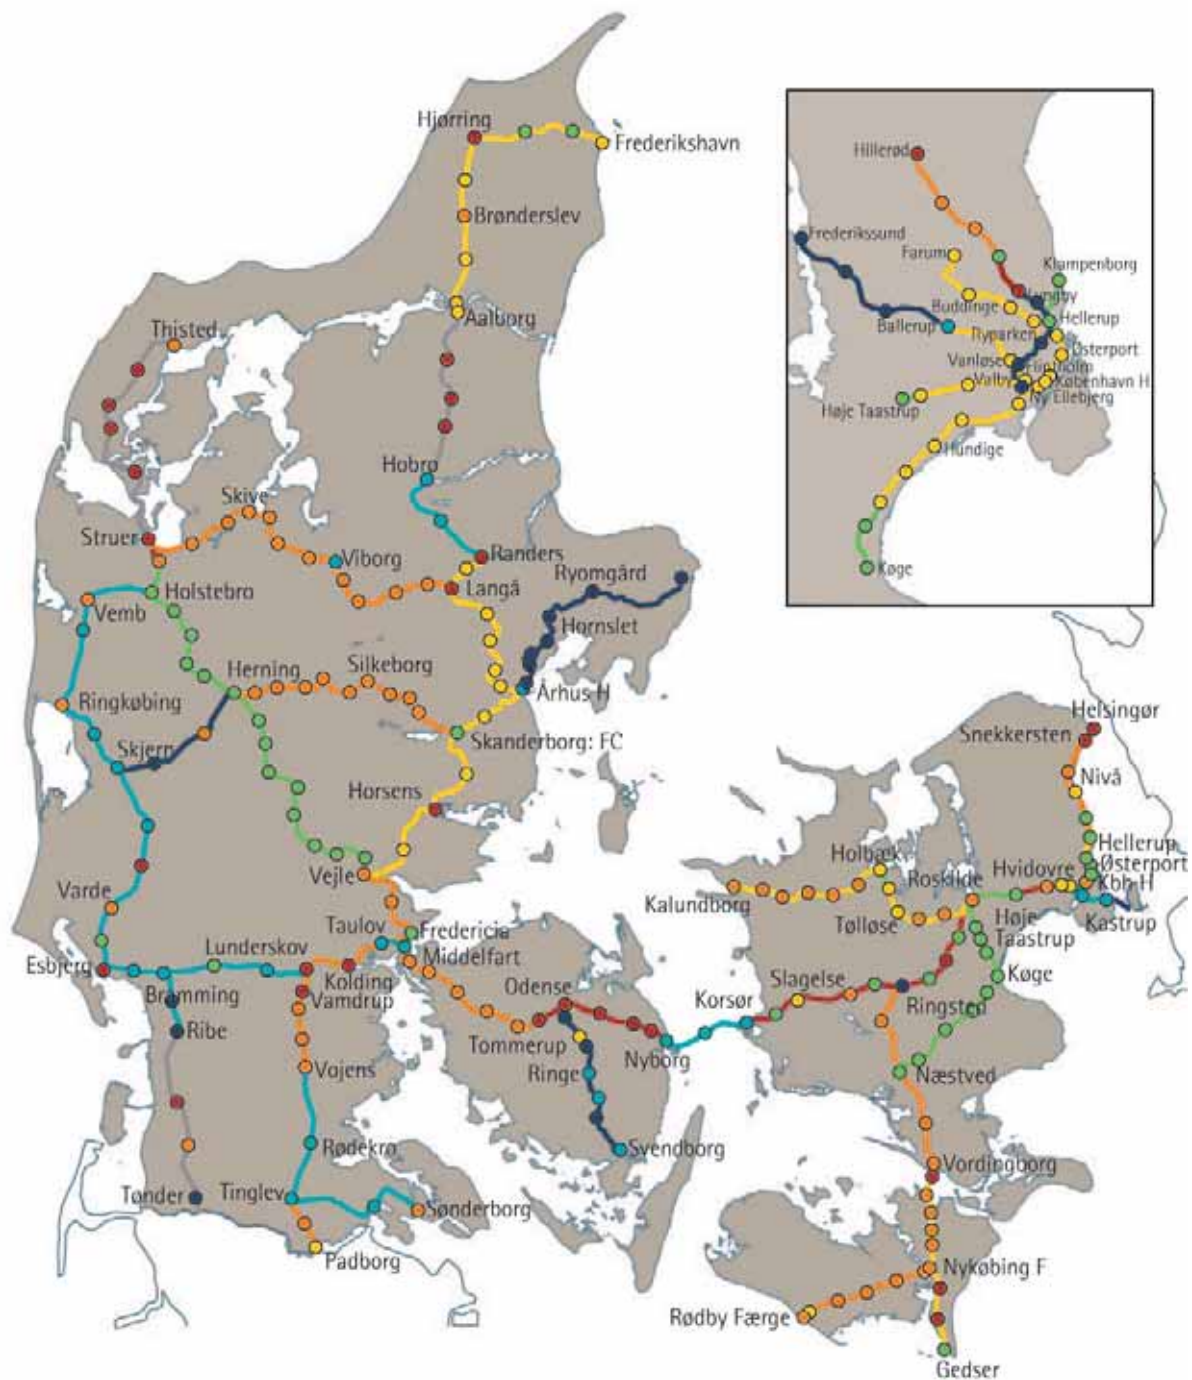 Hjørring
Frederikshavn
Brønderslev
Aalborg
Thisted
Hobro
Skive
Struer
Viborg
Randers
Ryomgård
Langå
Holstebro
Vemb
Hornslet
Herning
Silkeborg
Århus H
Ringkøbing
Skjern
Skanderborg: FC
Horsens
Vejle
Varde
Taulov
Fredericia
Lunderskov
Middelfart
Esbjerg
Kolding
Bramming
Vamdrup
Odense
Ribe
Tommerup
Nyborg
Korsør
Vojens
Ringe
Rødekro
Svendborg
Tønder
Tinglev
Sønderborg
Padborg
Hillerød
Frederikssund
Farum
Klampenborg
Lyngby
Buddinge
Hellerup
Ballerup
Ryparken
Østerport
Vanløse
Flintholm
Valby
København H
Ny Ellebjerg
Høje Taastrup
Hundige
Køge
Helsingør
Snekkersten
Nivå
Hellerup
Holbæk
Hvidovre
Østerport
Roskilde
Kbh H
Kalundborg
Kastrup
Tølløse
Høje
Taastrup
Slagelse
Køge
Ringsted
Næstved
Vordingborg
Nykøbing F
Rødby Færge
Gedser